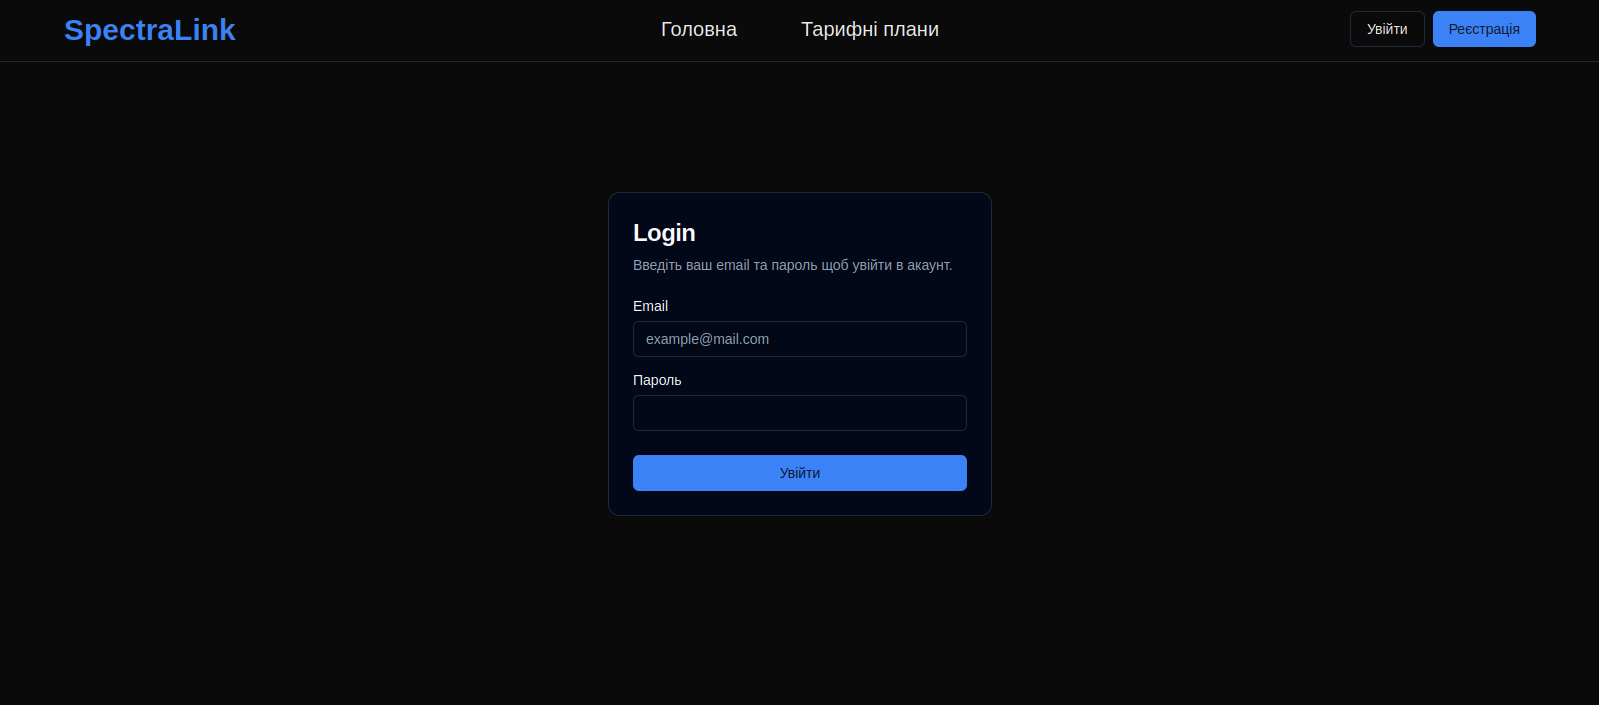 SpectraLink
Головна
Тарифні плани
Увійти
Реєстрація
Login
Введіть ваш email та пароль щоб увійти в акаунт.
Email
example@mail.com
Пароль
Увійти